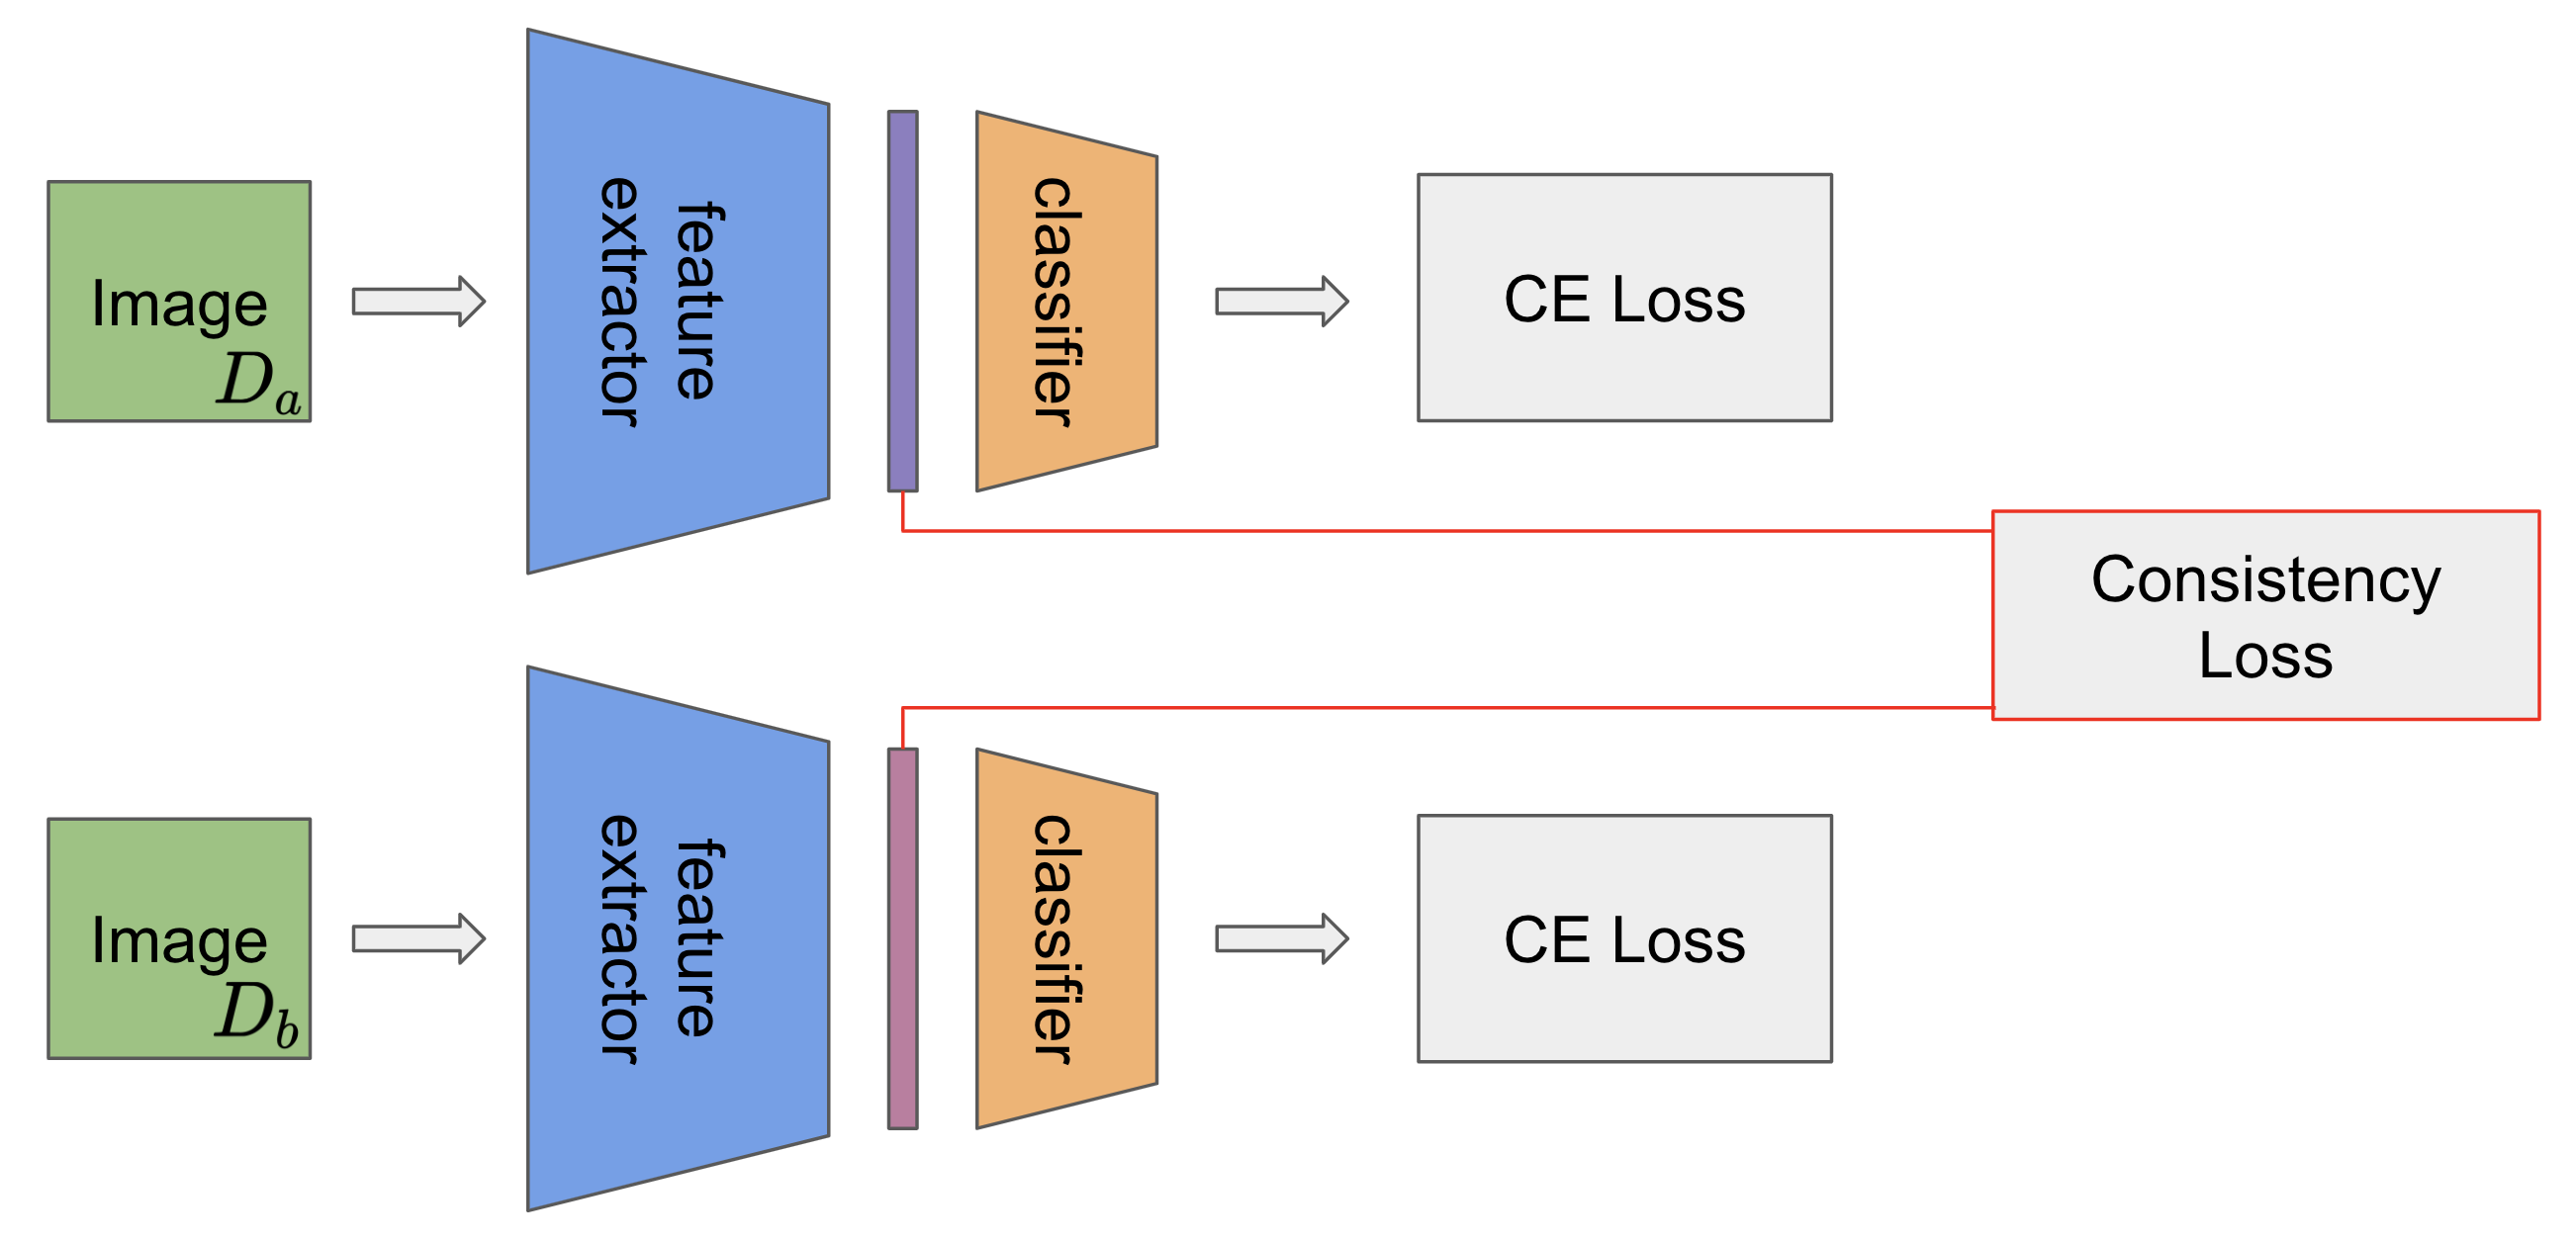 Image
D_a
feature
extractor
classifier
CE Loss
Consistency
Loss
Image
D_b
feature
extractor
classifier
CE Loss